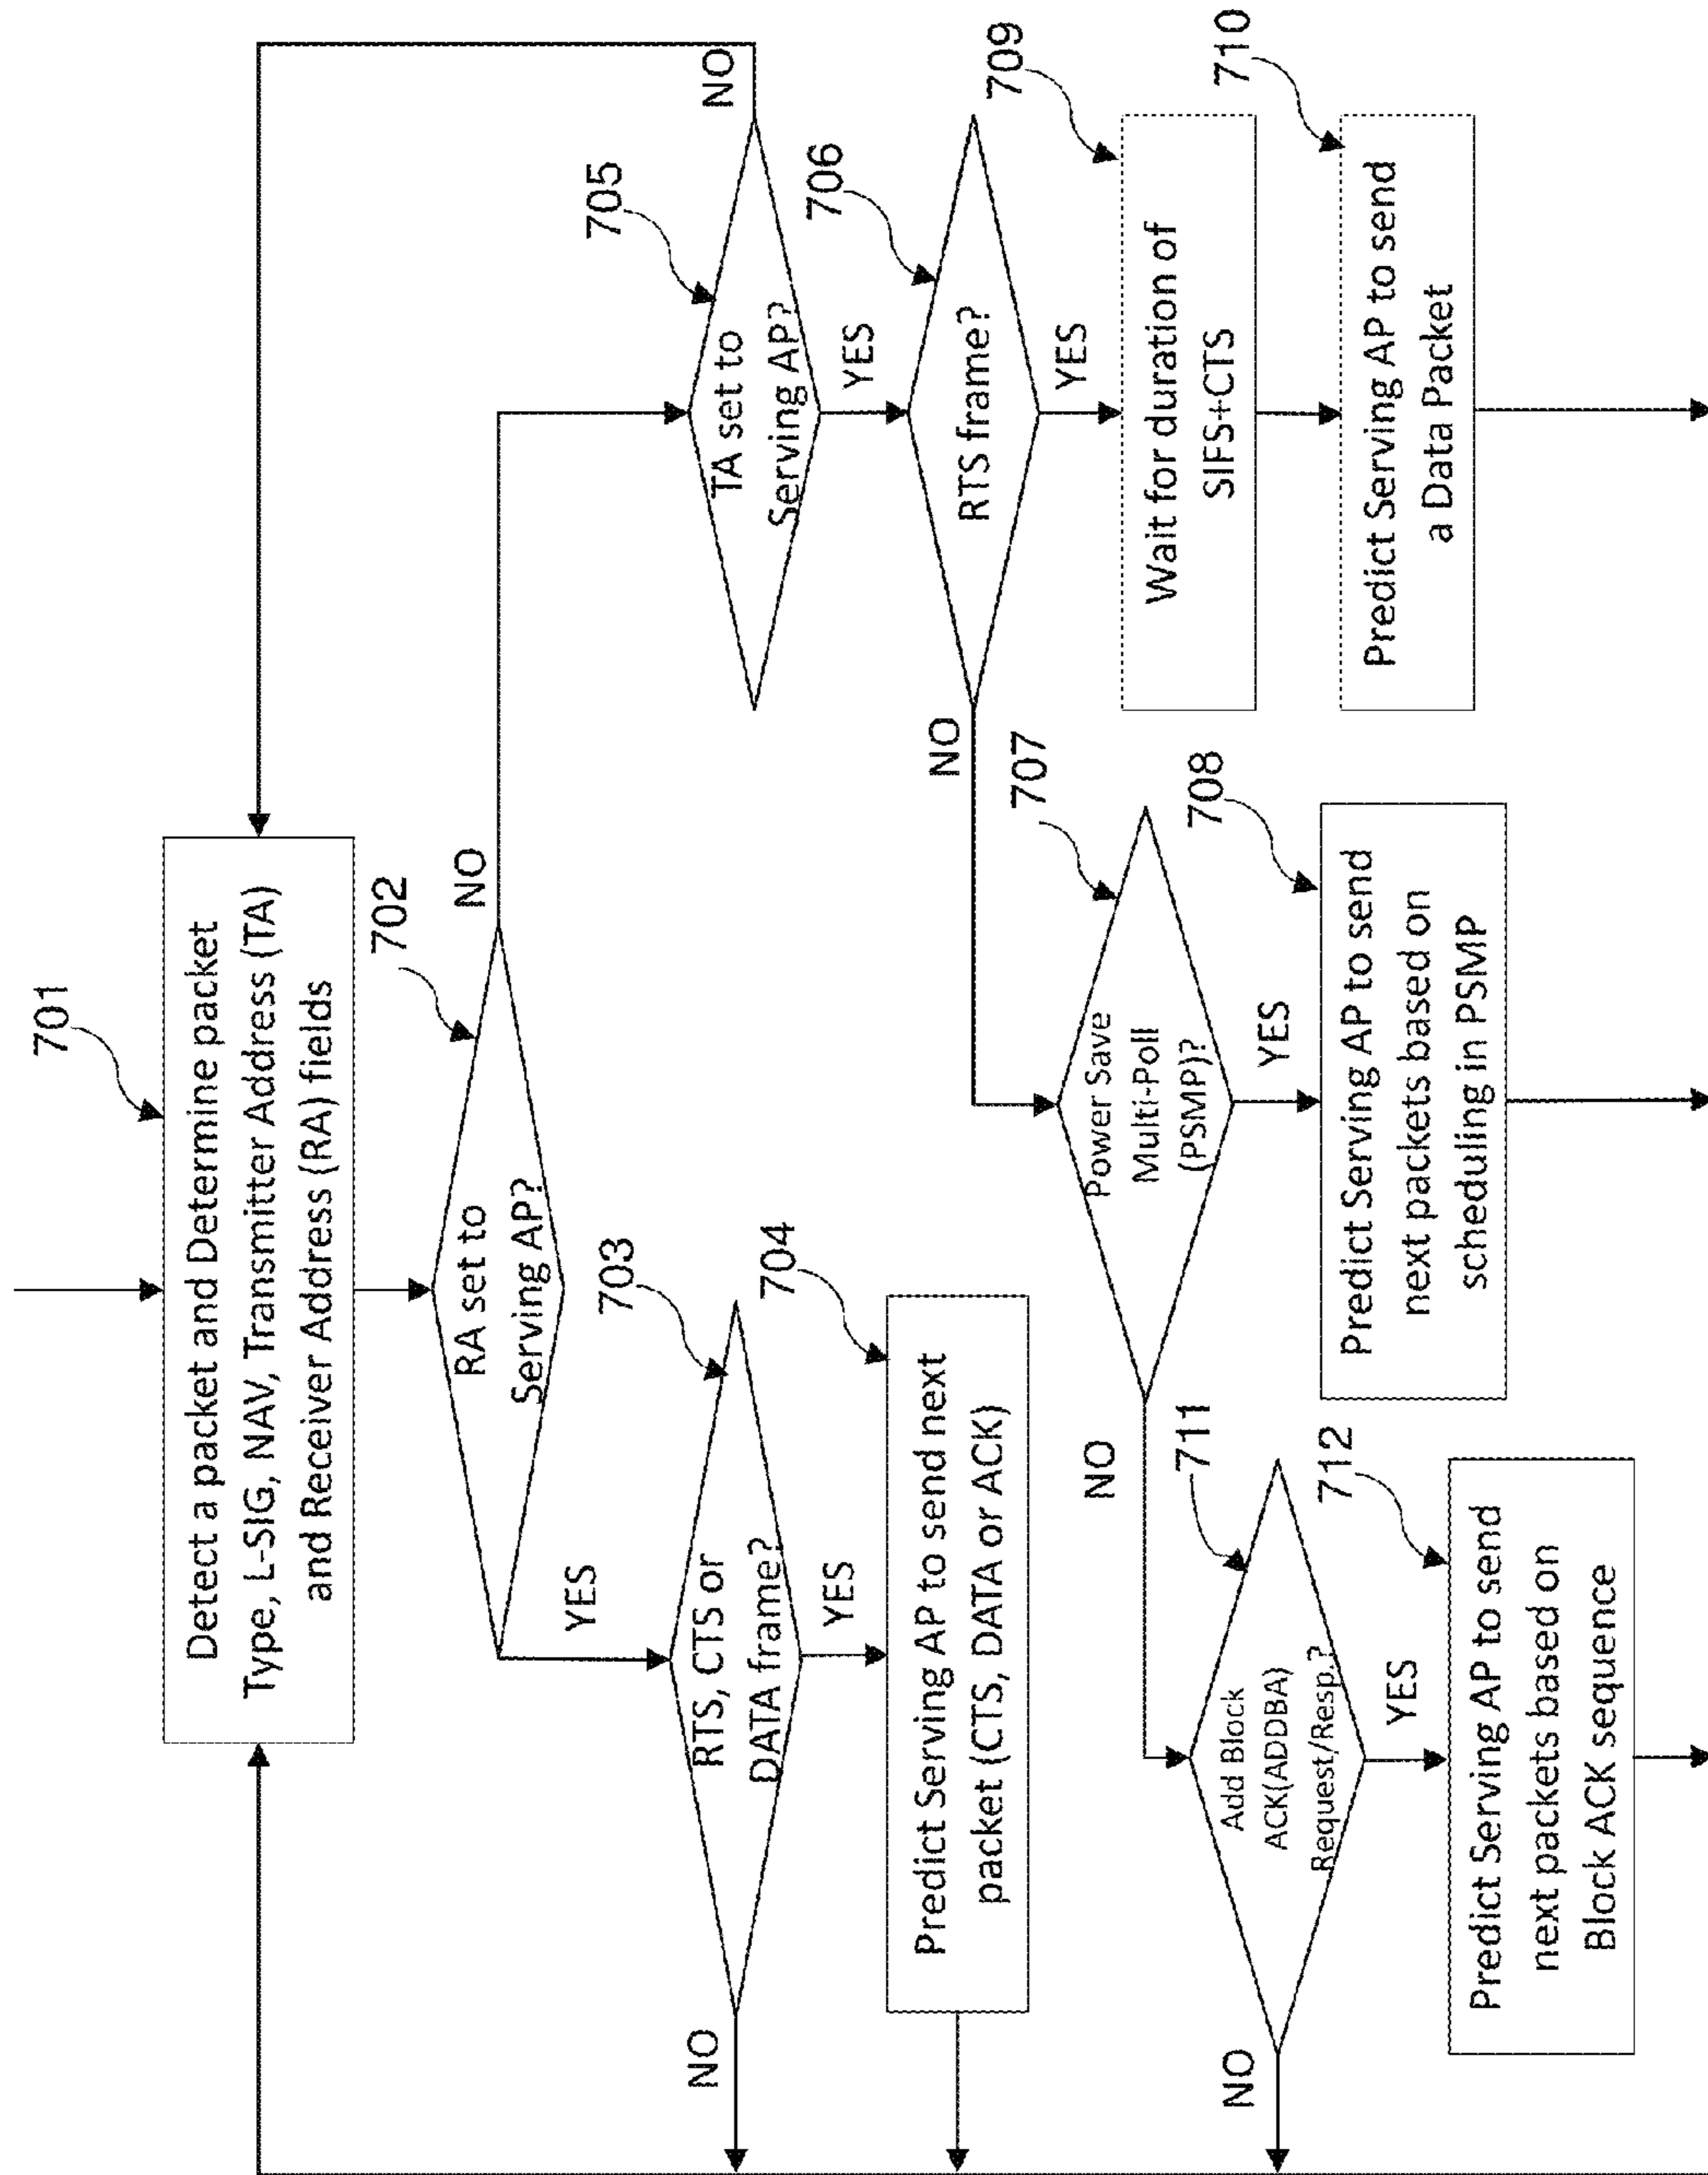 701
Detect a packet and Determine packet
Type, L-SIG, NAV, Transmitter Address (TA)
and Receiver Address (RA) fields
702
RA set to
Serving AP?
NO
YES
703
RTS, CTS or
DATA frame?
NO
YES
704
Predict Serving AP to send next
packet (CTS, DATA or ACK)
705
TA set to
Serving AP?
NO
YES
706
RTS frame?
NO
YES
709
Wait for duration of
SIFS+CTS
710
Predict Serving AP to send
a Data Packet
707
Power Save
Multi-Poll
(PSMP)?
NO
YES
708
Predict Serving AP to send
next packets based on
scheduling in PSMP
711
Add Block
ACK(ADDBA)
Request/Resp.?
NO
YES
712
Predict Serving AP to send
next packets based on
Block ACK sequence